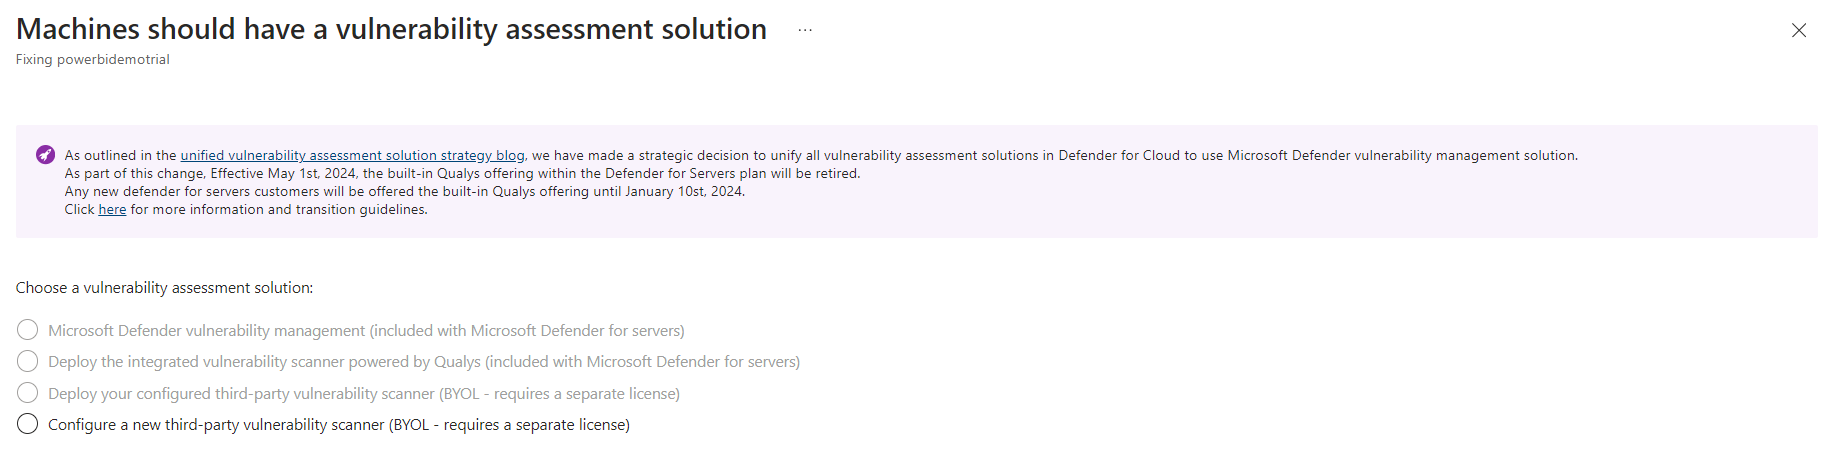 Machines should have a vulnerability assessment solution ...
Fixing powerbidemotrial
As outlined in the unified vulnerability assessment solution strategy blog, we have made a strategic decision to unify all vulnerability assessment solutions in Defender for Cloud to use Microsoft Defender vulnerability management solution.
As part of this change, Effective May 1st, 2024, the built-in Qualys offering within the Defender for Servers plan will be retired.
Any new defender for servers customers will be offered the built-in Qualys offering until January 10st, 2024.
Click here for more information and transition guidelines.
Choose a vulnerability assessment solution:
Microsoft Defender vulnerability management (included with Microsoft Defender for servers)
Deploy the integrated vulnerability scanner powered by Qualys (included with Microsoft Defender for servers)
Deploy your configured third-party vulnerability scanner (BYOL - requires a separate license)
Configure a new third-party vulnerability scanner (BYOL - requires a separate license)